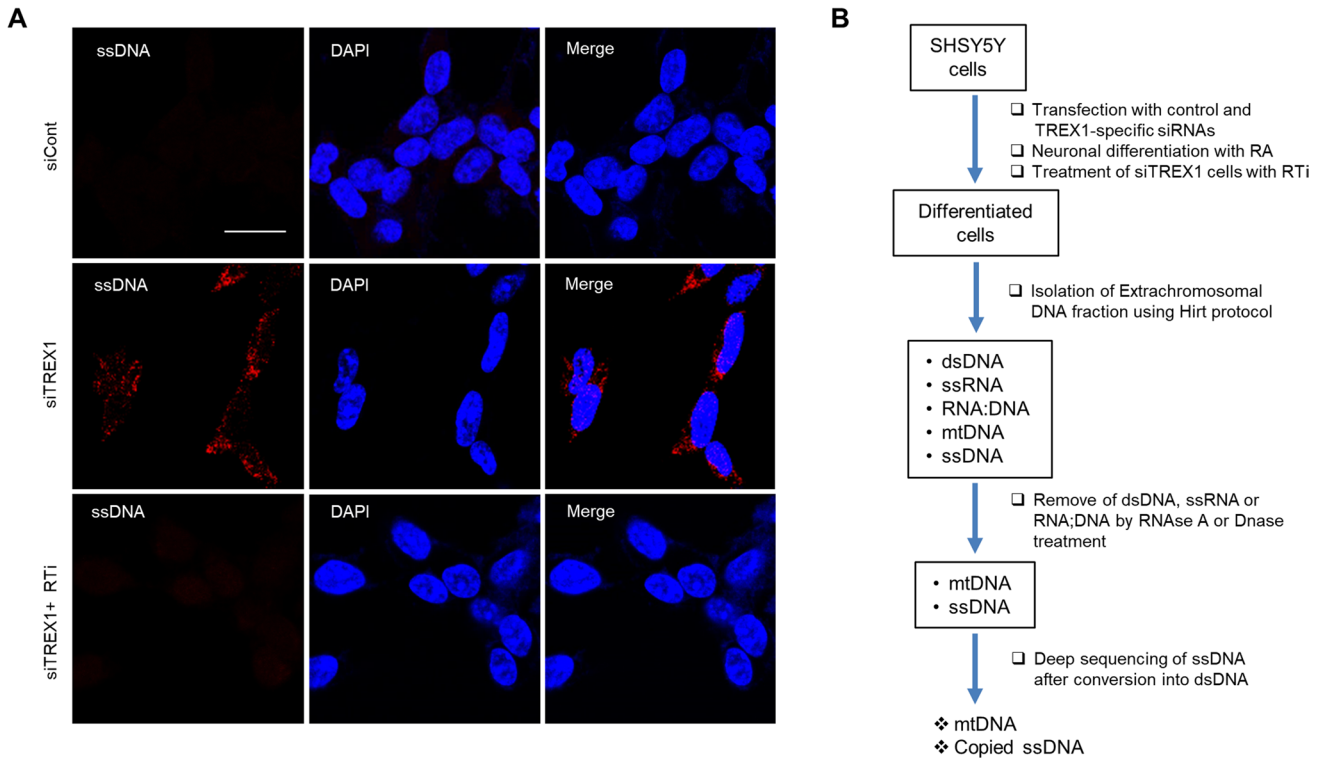 A
siCont
ssDNA
DAPI
Merge
siTREX1
ssDNA
DAPI
Merge
siTREX1+ RTi
ssDNA
DAPI
Merge
B
SHSY5Y
cells
❑ Transfection with control and
TREX1-specific siRNAs
❑ Neuronal differentiation with RA
❑ Treatment of siTREX1 cells with RTi
Differentiated
cells
❑ Isolation of Extrachromosomal
DNA fraction using Hirt protocol
• dsDNA
• ssRNA
• RNA:DNA
• mtDNA
• ssDNA
❑ Remove of dsDNA, ssRNA or
RNA;DNA by RNAse A or Dnase
treatment
• mtDNA
• ssDNA
❑ Deep sequencing of ssDNA
after conversion into dsDNA
❖ mtDNA
❖ Copied ssDNA